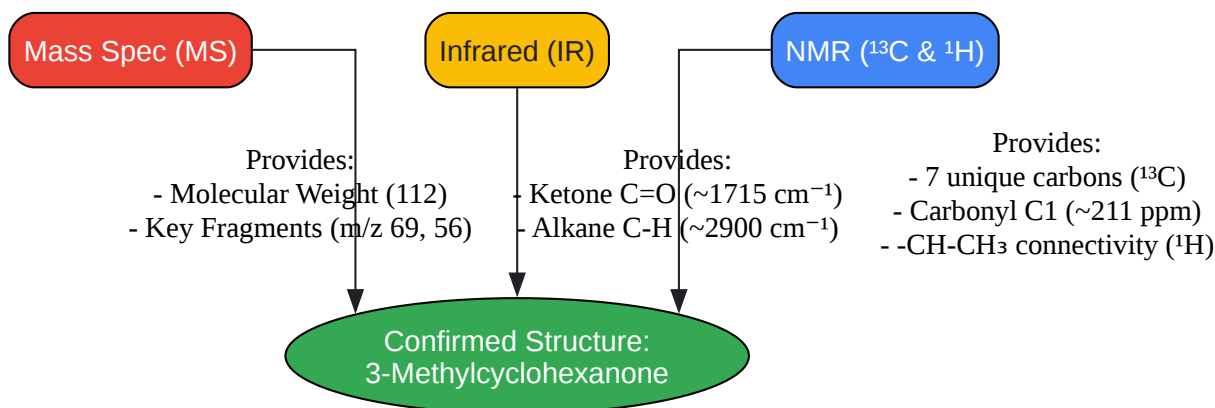 Mass Spec (MS)
Infrared (IR)
NMR (¹³C & ¹H)
Provides:
- Molecular Weight (112)
- Key Fragments (m/z 69, 56)
Provides:
- Ketone C=O (~1715 cm⁻¹)
- Alkane C-H (~2900 cm⁻¹)
Provides:
- 7 unique carbons (¹³C)
- Carbonyl C1 (~211 ppm)
- -CH-CH₃ connectivity (¹H)
Confirmed Structure:
3-Methylcyclohexanone